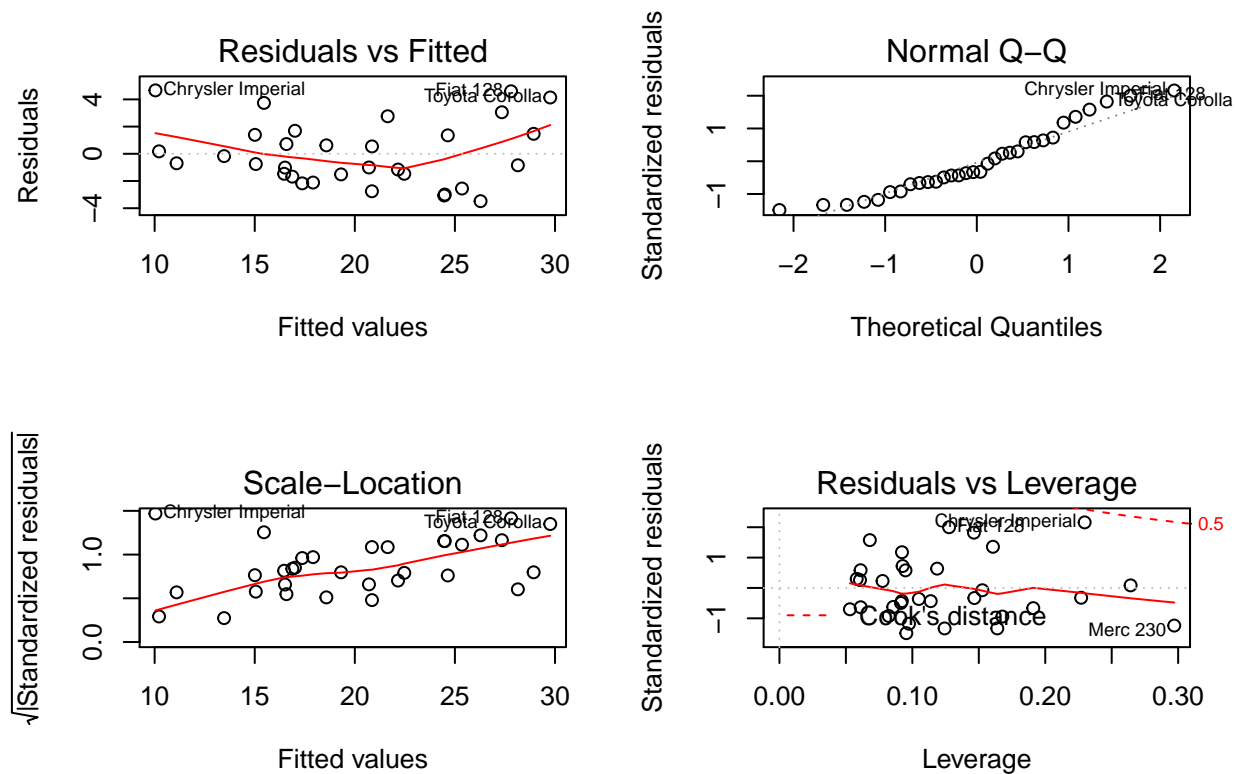 Residuals vs Fitted
Residuals
4
0
−4
Chrysler Imperial
Fiat 128
Toyota Corolla
10 15 20 25 30
Fitted values
Normal Q−Q
Standardized residuals
1
−1
Chrysler Imperial
Fiat 128
Toyota Corolla
−2 −1 0 1 2
Theoretical Quantiles
Scale−Location
√|Standardized residuals|
1.0
0.0
Chrysler Imperial
Fiat 128
Toyota Corolla
10 15 20 25 30
Fitted values
Residuals vs Leverage
Standardized residuals
1
−1
Chrysler Imperial
Fiat 128
0.5
Cook's distance
Merc 230
0.00 0.10 0.20 0.30
Leverage